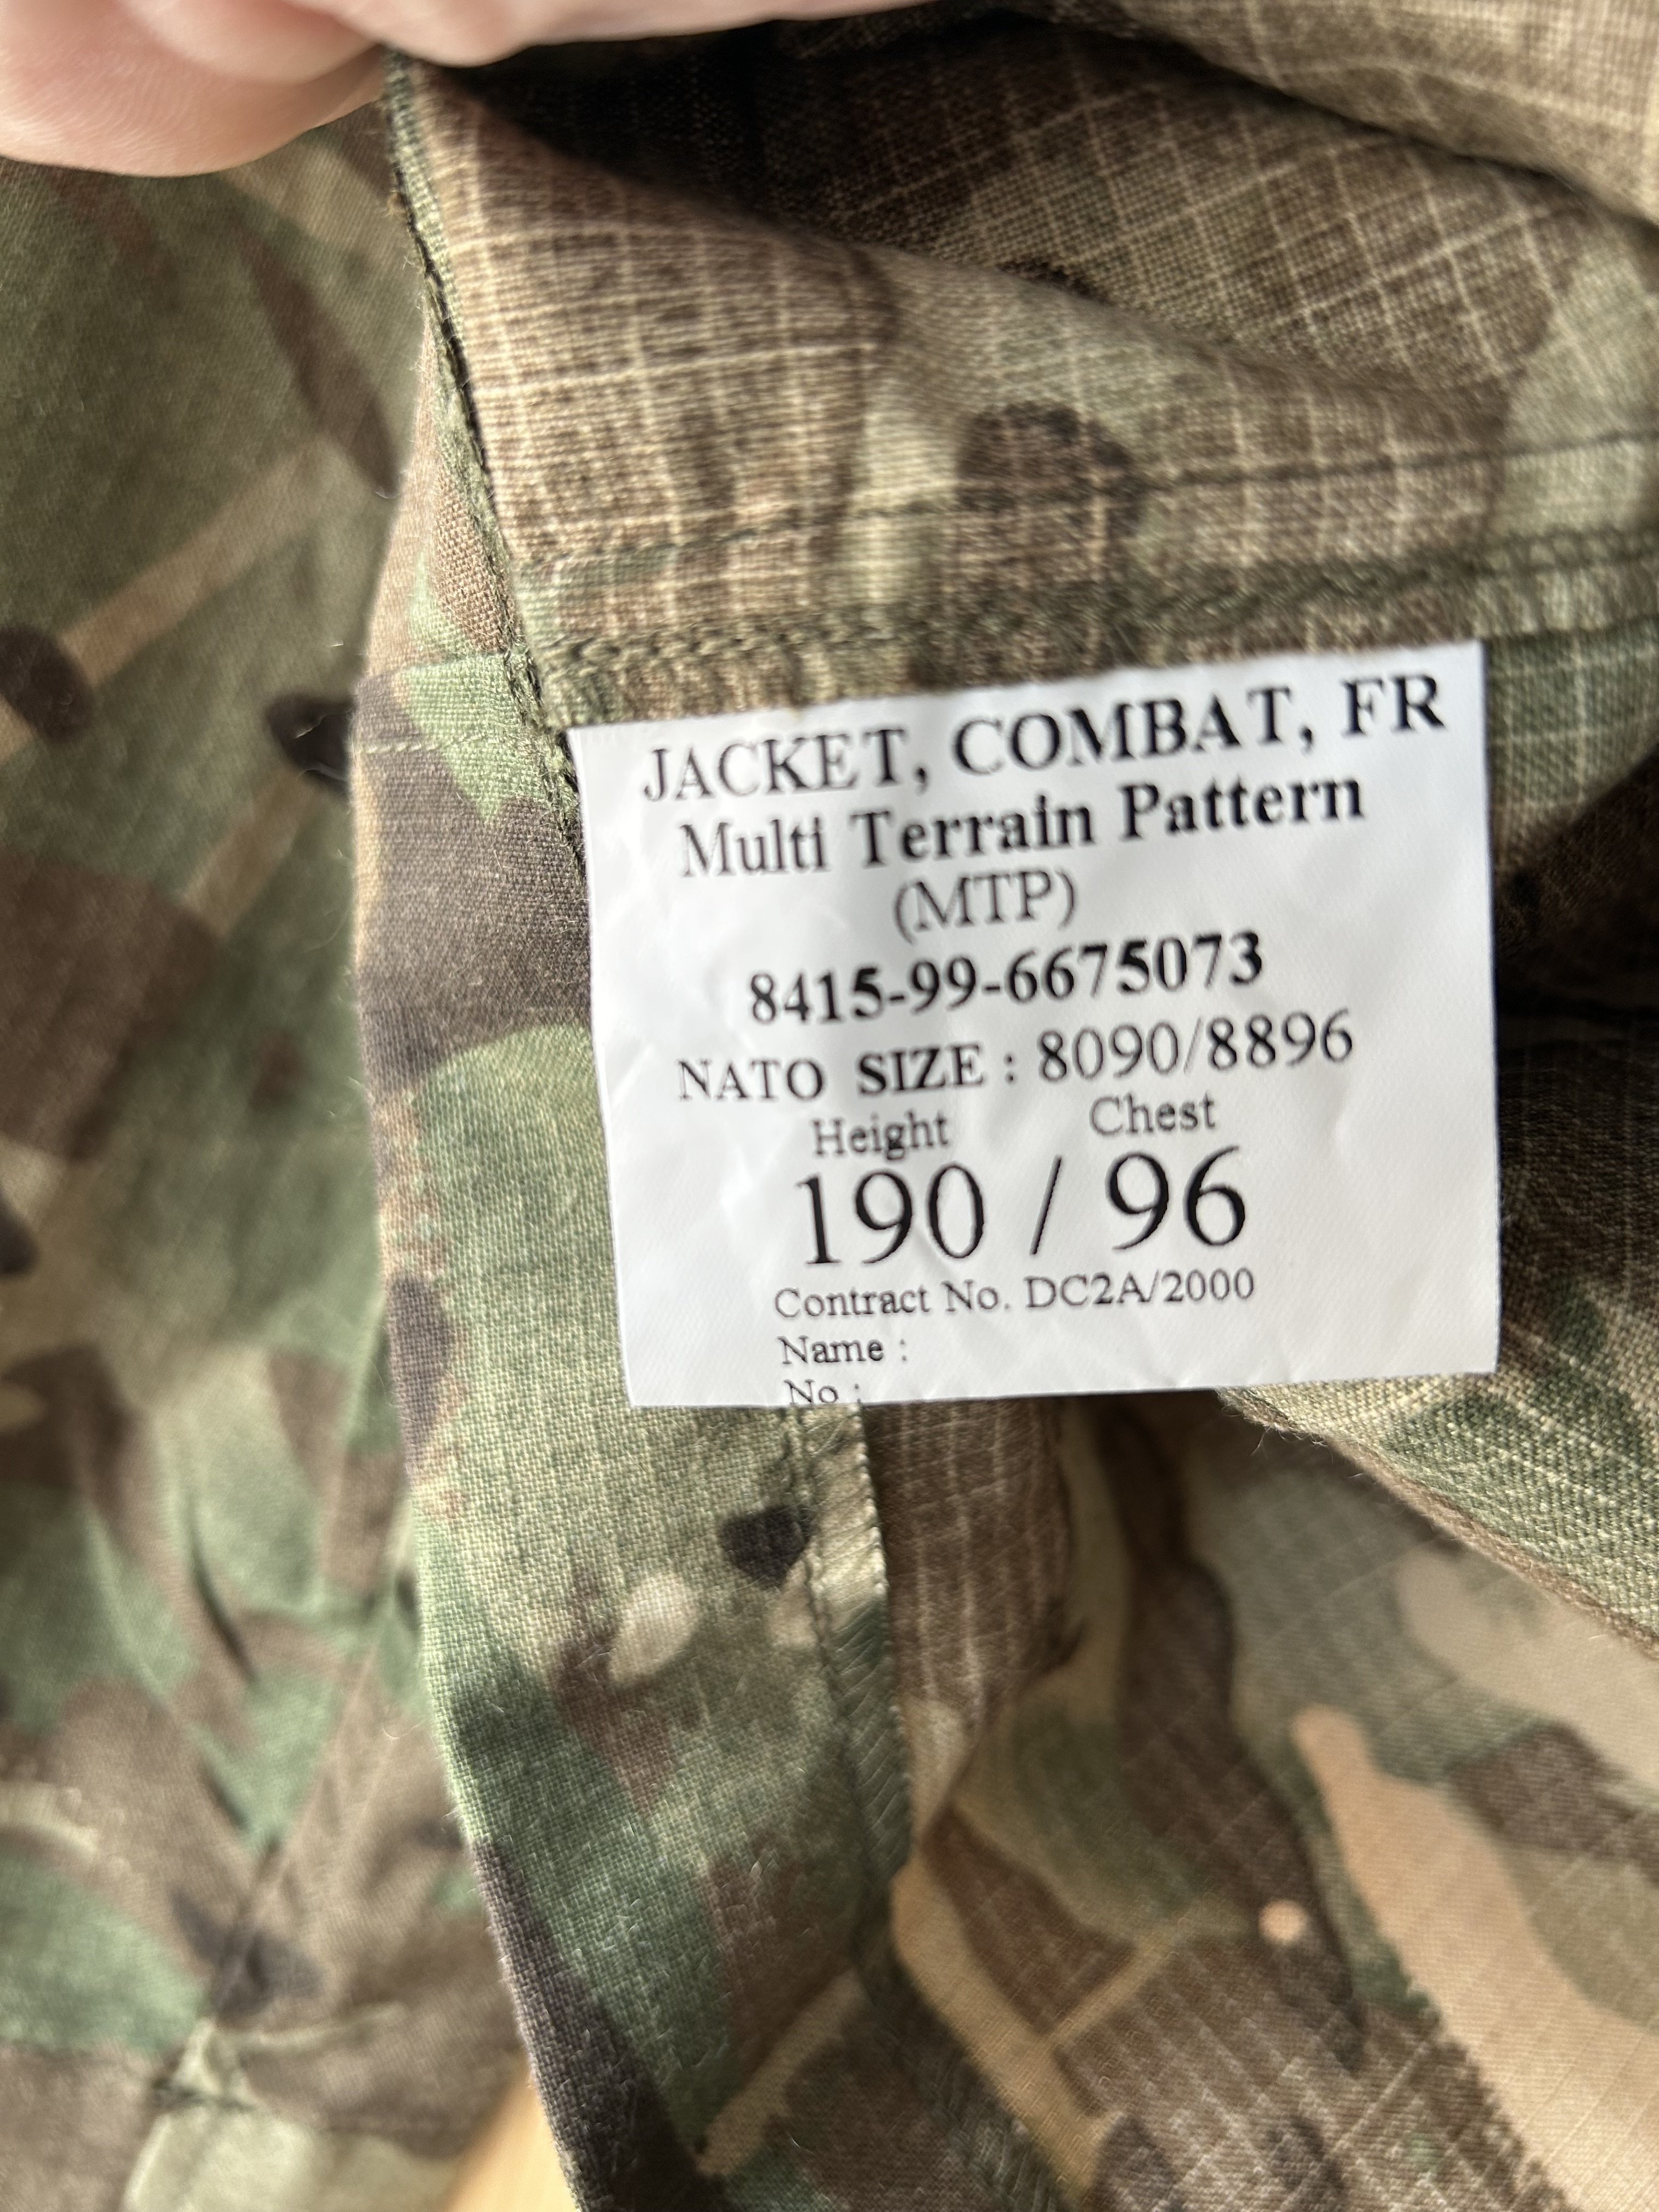 JACKET, COMBAT, FR
Multi Terrain Pattern
(MTP)
8415-99-6675073
NATO SIZE : 8090/8896
Height Chest
190 / 96
Contract No. DC2A/2000
Name :
No :